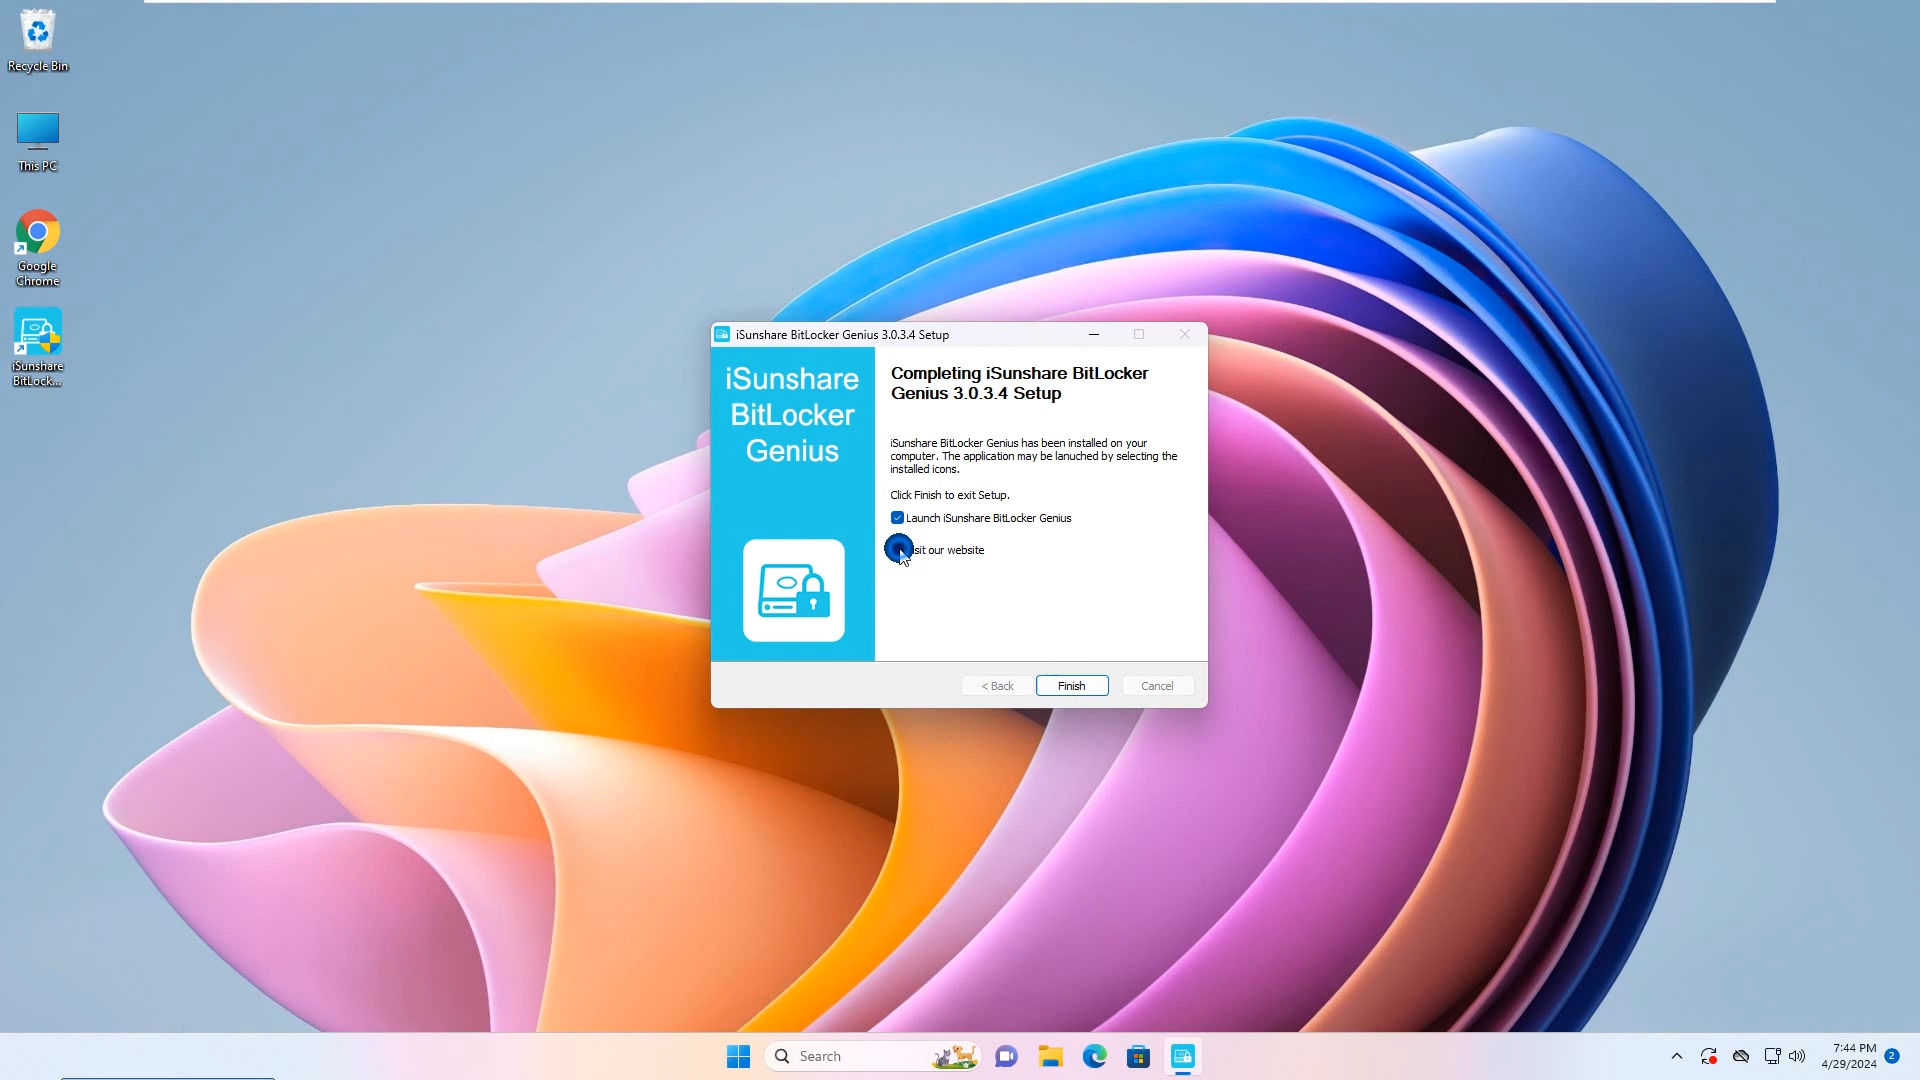 Recycle Bin
This PC
Google
Chrome
iSunshare
BitLock...
iSunshare BitLocker Genius 3.0.3.4 Setup
iSunshare
BitLocker
Genius
Completing iSunshare BitLocker
Genius 3.0.3.4 Setup
iSunshare BitLocker Genius has been installed on your
computer. The application may be lanuched by selecting the
installed icons.
Click Finish to exit Setup.
Launch iSunshare BitLocker Genius
isit our website
< Back
Finish
Cancel
Search
7:44 PM
4/29/2024
2